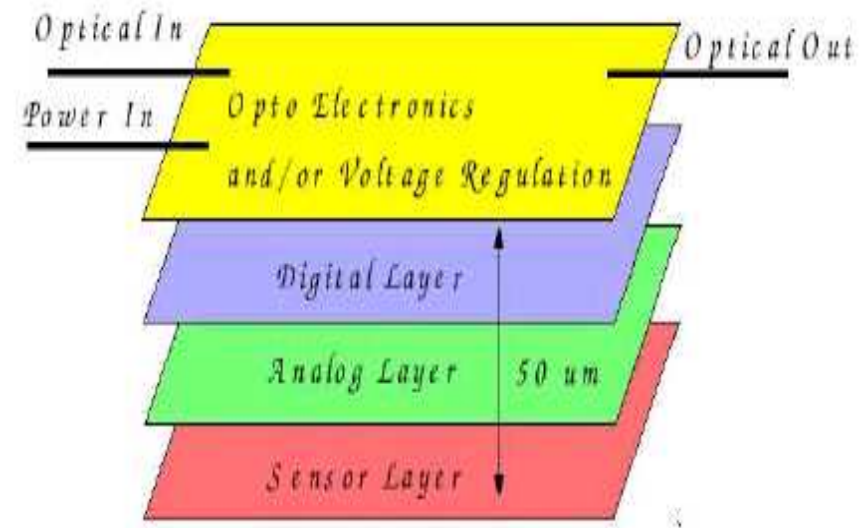 Optical In
Optical Out
Power In
Opto Electronics
and/or Voltage Regulation
Digital Layer
Analog Layer
50 um
Sensor Layer